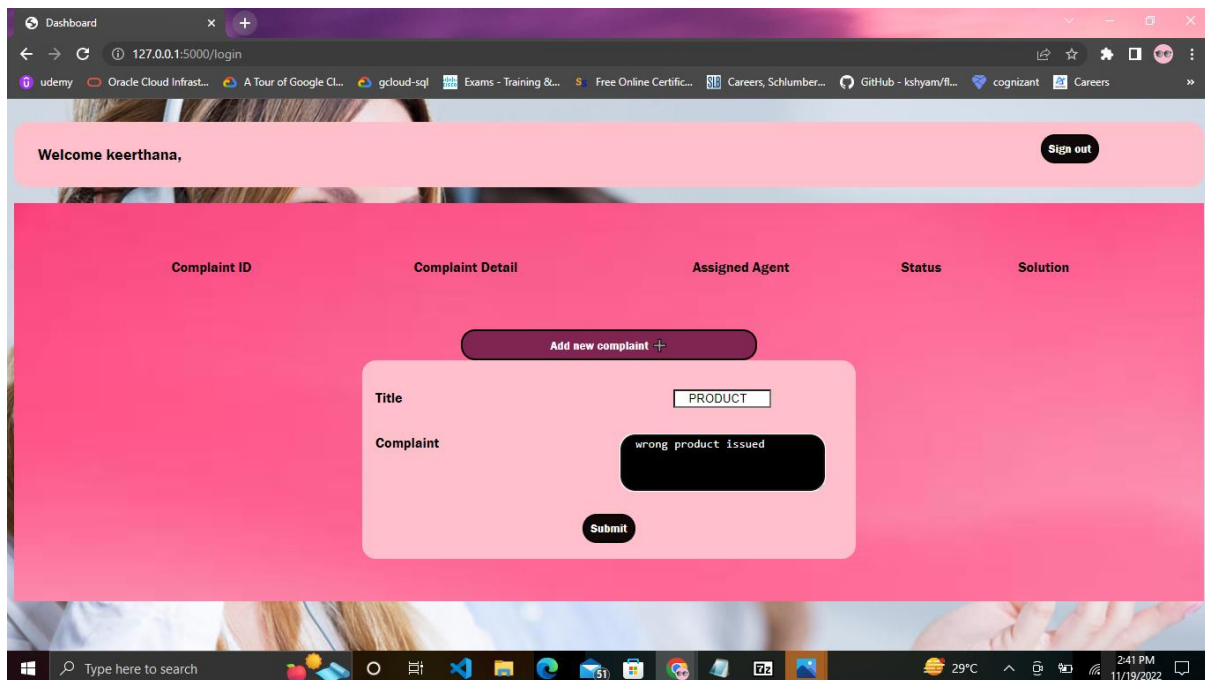 Dashboard
127.0.0.1:5000/login
udemy Oracle Cloud Infrast... A Tour of Google Cl... gcloud-sql Exams - Training &... Free Online Certific... Careers, Schlumber... GitHub - kshyam/fl... cognizant Careers »
Welcome keerthana,
Sign out
Complaint ID Complaint Detail Assigned Agent Status Solution
Add new complaint
Title PRODUCT
Complaint wrong product issued
Submit
Type here to search 51 7z 29°C 2:41 PM
11/19/2022